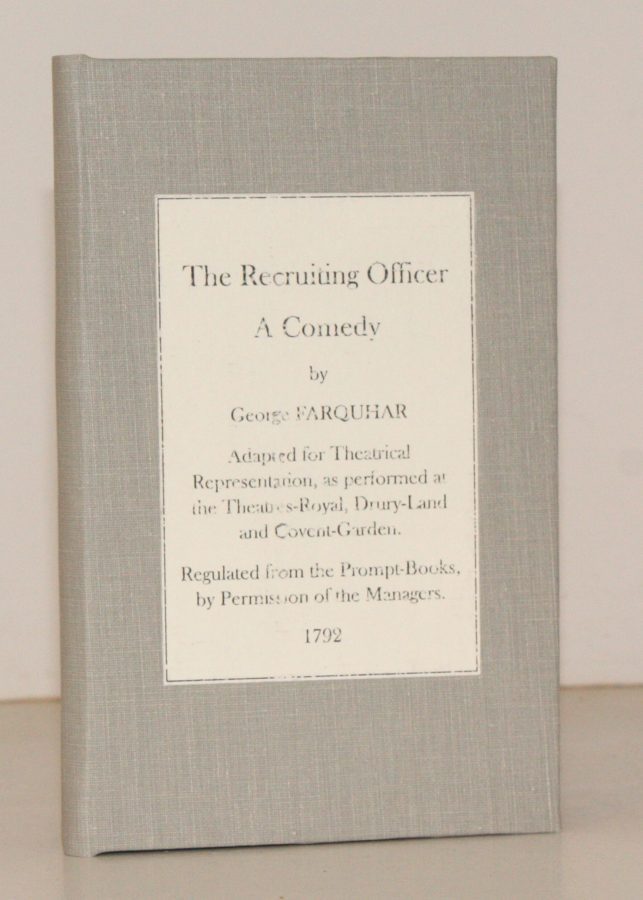 The Recruiting Officer
A Comedy
by
George FARQUHAR
Adapted for Theatrical
Representation, as performed at
the Theatres-Royal, Drury-Land
and Covent-Garden.
Regulated from the Prompt-Books,
by Permission of the Managers.
1792